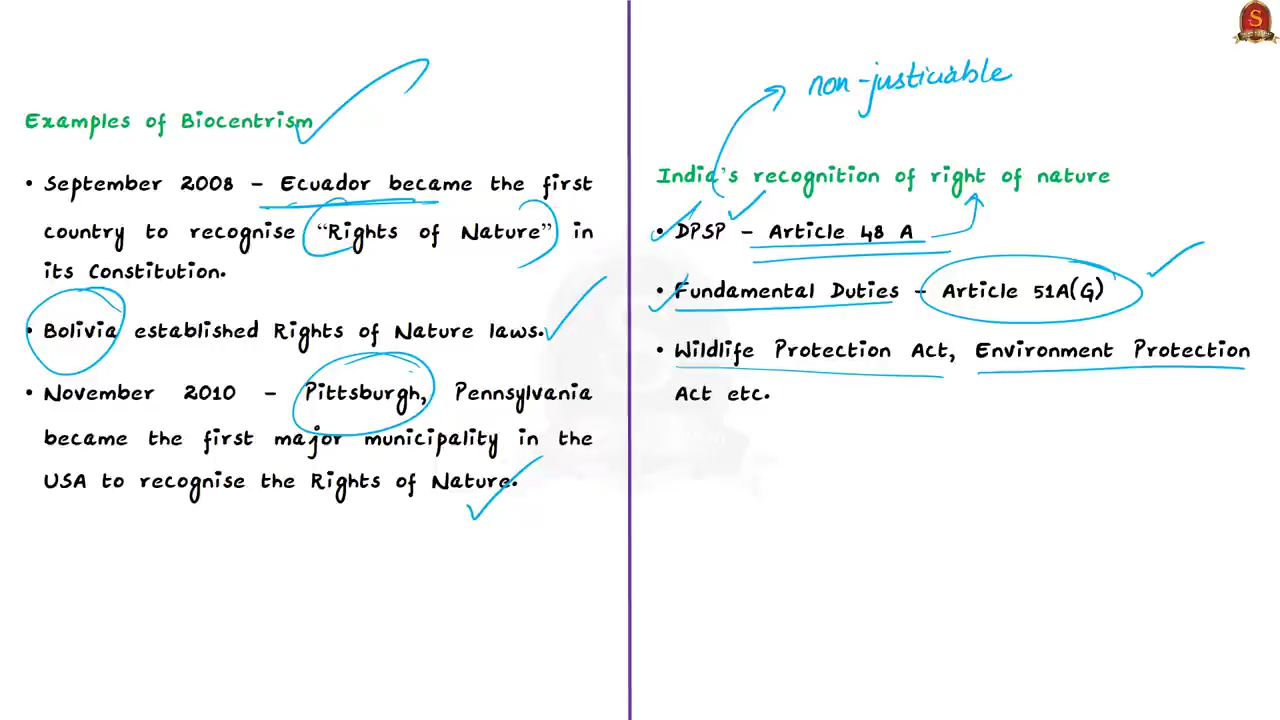 Examples of Biocentrism
• September 2008 - Ecuador became the first
country to recognise “Rights of Nature” in
its Constitution.
• Bolivia established Rights of Nature laws.
• November 2010 - Pittsburgh, Pennsylvania
became the first major municipality in the
USA to recognise the Rights of Nature.
non-justiciable
India's recognition of right of nature
• DPSP - Article 48 A
• Fundamental Duties - Article 51A(G)
• Wildlife Protection Act, Environment Protection
Act etc.
S